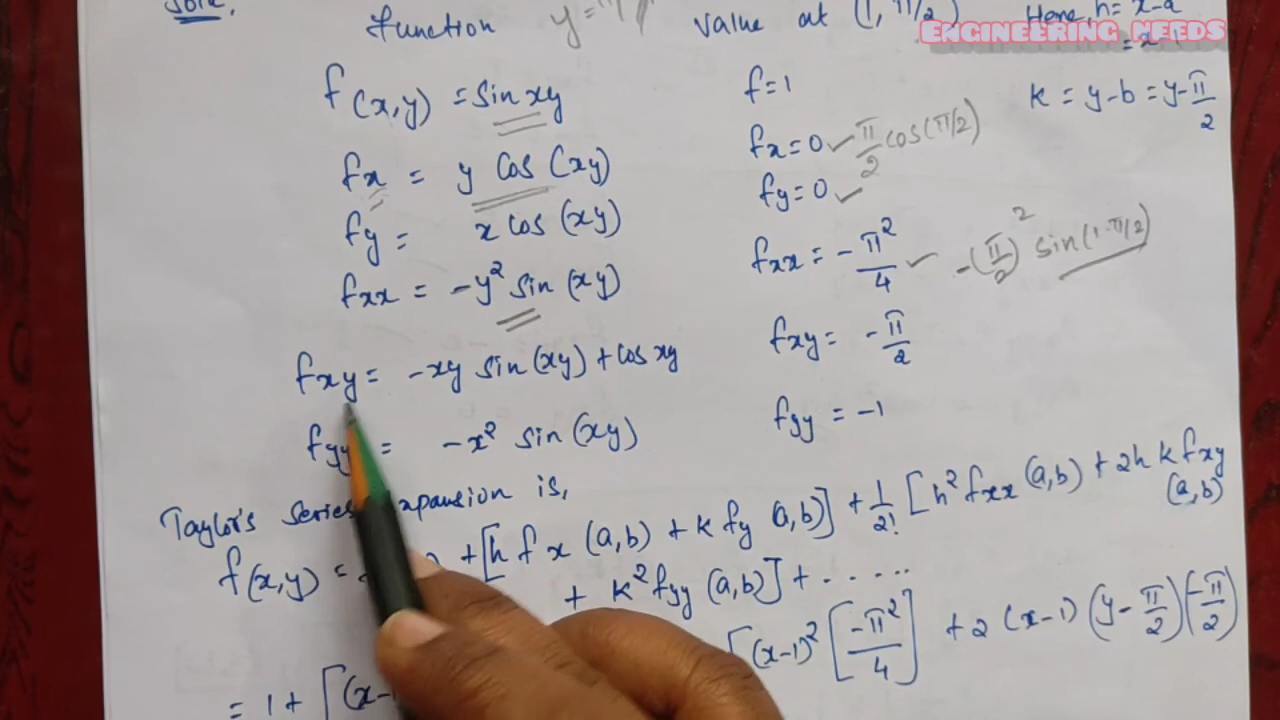 Soln.
Function y= Value at (1, π/2) Here, h = x-a
ENGINEERING NEEDS
f(x,y) = sin xy f=1 k = y-b = y-π/2
fx = y cos (xy) fx = 0 ✓ π/2 cos(π/2)
fy = x cos (xy) fy = 0 ✓
fxx = -y² sin (xy) fxx = -π²/4 ✓ -(π/2)² sin(1·π/2)
fxy = -xy sin(xy) + cos xy fxy = -π/2
fyy = -x² sin (xy) fyy = -1
Taylor's series expansion is,
f(x,y) = + [h fx (a,b) + k fy (a,b)] + 1/2! [h² fxx (a,b) + 2h k fxy (a,b)
+ k² fyy (a,b)] + .....
= 1 + [(x- [(x-1)² [-π²/4] + 2 (x-1) (y-π/2) (-π/2)